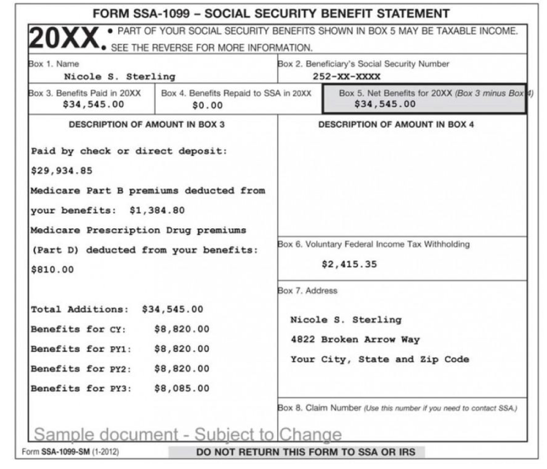 FORM SSA-1099 – SOCIAL SECURITY BENEFIT STATEMENT
20XX. • PART OF YOUR SOCIAL SECURITY BENEFITS SHOWN IN BOX 5 MAY BE TAXABLE INCOME.
• SEE THE REVERSE FOR MORE INFORMATION.
Box 1. Name
Nicole S. Sterling
Box 2. Beneficiary's Social Security Number
252-XX-XXXX
Box 3. Benefits Paid in 20XX
$34,545.00
Box 4. Benefits Repaid to SSA in 20XX
$0.00
Box 5. Net Benefits for 20XX (Box 3 minus Box 4)
$34,545.00
DESCRIPTION OF AMOUNT IN BOX 3
Paid by check or direct deposit:
$29,934.85
Medicare Part B premiums deducted from
your benefits: $1,384.80
Medicare Prescription Drug premiums
(Part D) deducted from your benefits:
$810.00
Total Additions: $34,545.00
Benefits for CY: $8,820.00
Benefits for PY1: $8,820.00
Benefits for PY2: $8,820.00
Benefits for PY3: $8,085.00
DESCRIPTION OF AMOUNT IN BOX 4
Box 6. Voluntary Federal Income Tax Withholding
$2,415.35
Box 7. Address
Nicole S. Sterling
4822 Broken Arrow Way
Your City, State and Zip Code
Box 8. Claim Number (Use this number if you need to contact SSA.)
Sample document - Subject to Change
Form SSA-1099-SM (1-2012)
DO NOT RETURN THIS FORM TO SSA OR IRS